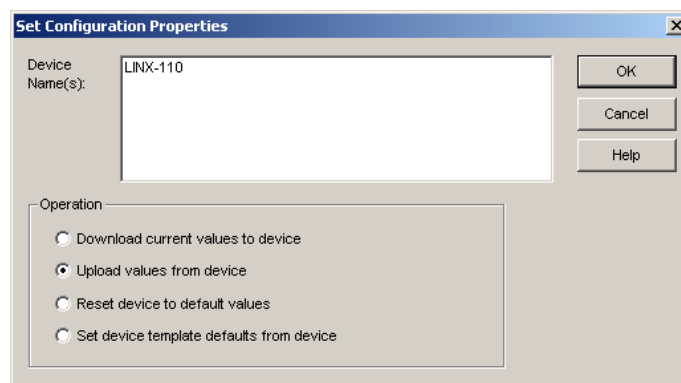 Set Configuration Properties
Device
Name(s):
LINX-110
OK
Cancel
Help
Operation
Download current values to device
Upload values from device
Reset device to default values
Set device template defaults from device